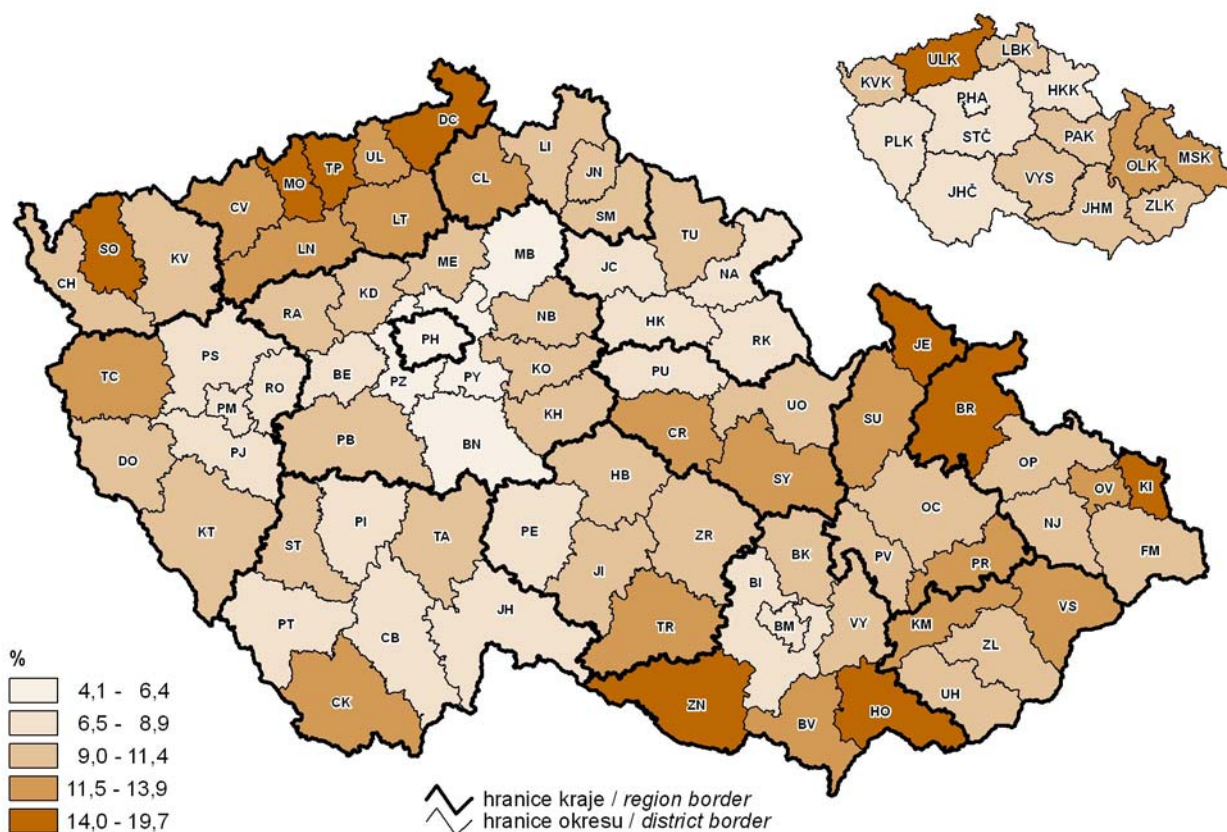 ULK
LBK
KVK
PHA
HKK
STČ
PLK
PAK
OLK
MSK
VYS
JHČ
JHM
ZLK
DC
LI
UL
TP
MO
CL
JN
CV
LT
SM
SO
KV
LN
TU
ME
MB
CH
JC
NA
KD
RA
NB
HK
PH
RK
JE
PS
TC
RO
BE
PZ
PY
KO
PU
PM
UO
KH
SU
BR
CR
PB
BN
PJ
DO
OP
SY
HB
OV
KI
OC
NJ
KT
ST
PI
TA
PE
ZR
BK
FM
PV
PR
JI
BI
VS
JH
PT
CB
TR
BM
VY
KM
ZL
UH
CK
ZN
BV
HO
%
4,1 - 6,4
6,5 - 8,9
9,0 - 11,4
11,5 - 13,9
14,0 - 19,7
hranice kraje / region border
hranice okresu / district border